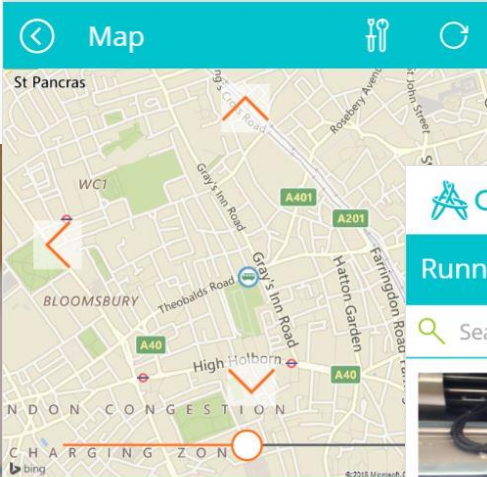 Map
St Pancras
Rosebery Aven
St John Street
WC1
Gray's Inn Road
A401
A201
Farringdon Road
Theobalds Road
Gray's Inn Road
Hatton Garden
BLOOMSBURY
A40
High Holborn
A40
NDON CONGESTION
CHARGING ZON
bing
©2018 Microsoft C
C
Runn
Sea